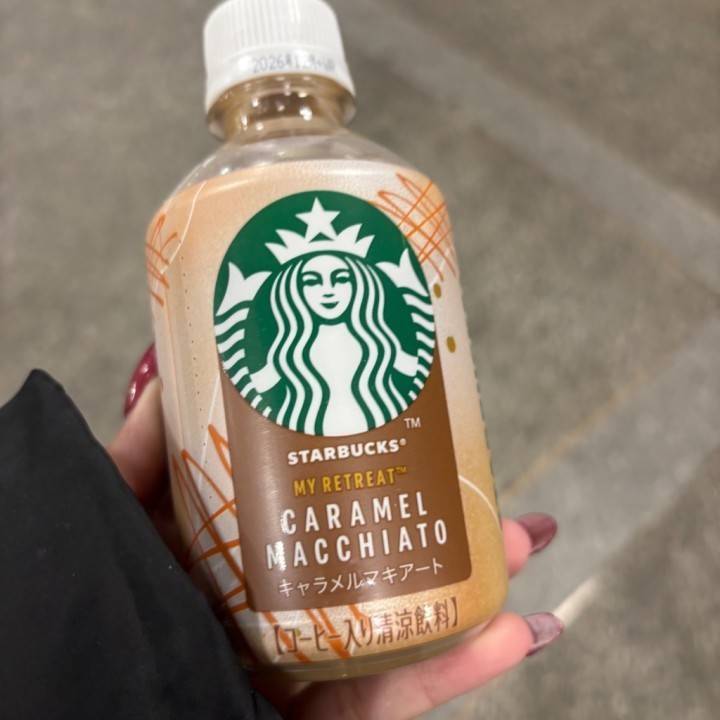 STARBUCKS®
MY RETREAT™
CARAMEL
MACCHIATO
キャラメルマキアート
【コーヒー入り清涼飲料】
TM